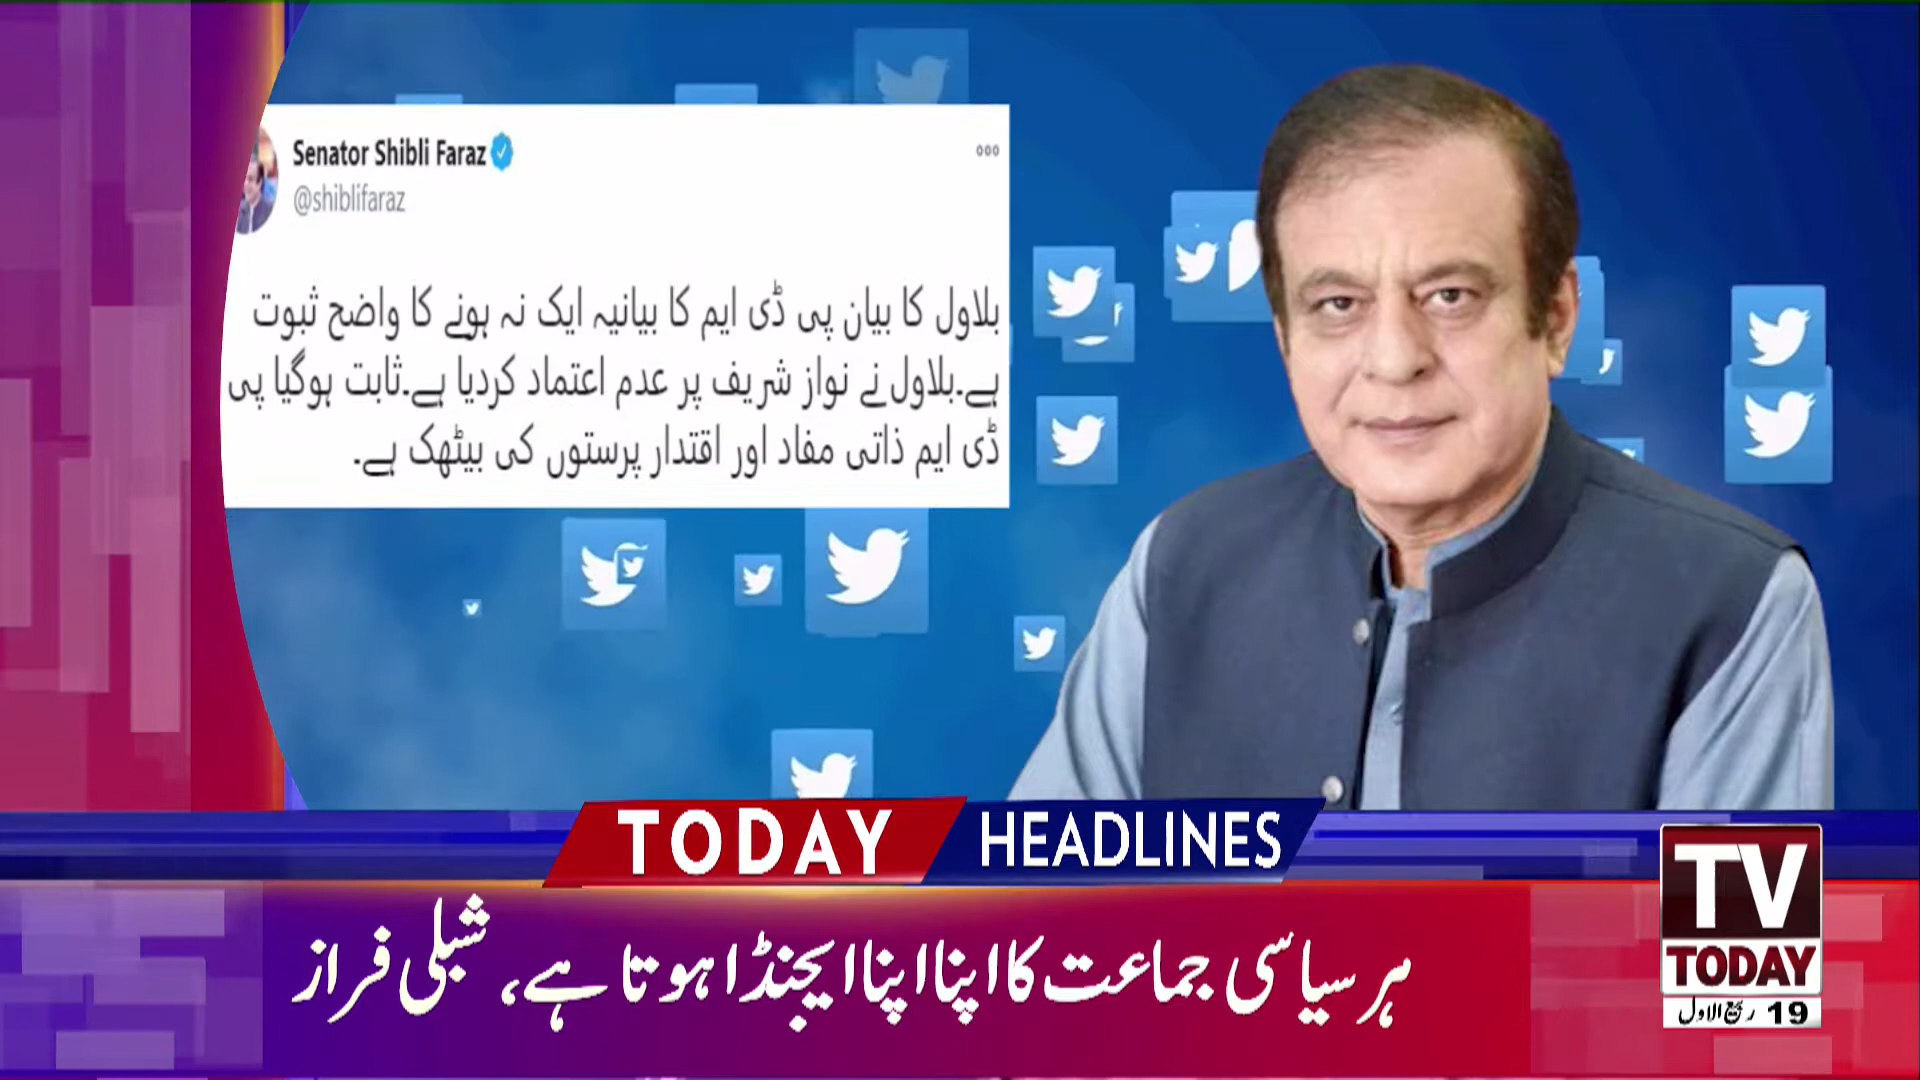 Senator Shibli Faraz
@shiblifaraz
بلاول کا بیان پی ڈی ایم کا بیانیہ ایک نہ ہونے کا واضح ثبوت
ہے۔بلاول نے نواز شریف پر عدم اعتماد کردیا ہے۔ثابت ہوگیا پی
ڈی ایم ذاتی مفاد اور اقتدار پرستوں کی بیٹھک ہے۔
TODAY HEADLINES
ہر سیاسی جماعت کا اپنا اپنا ایجنڈا ہوتا ہے، شبلی فراز
TV
TODAY
19 ربیع الاول